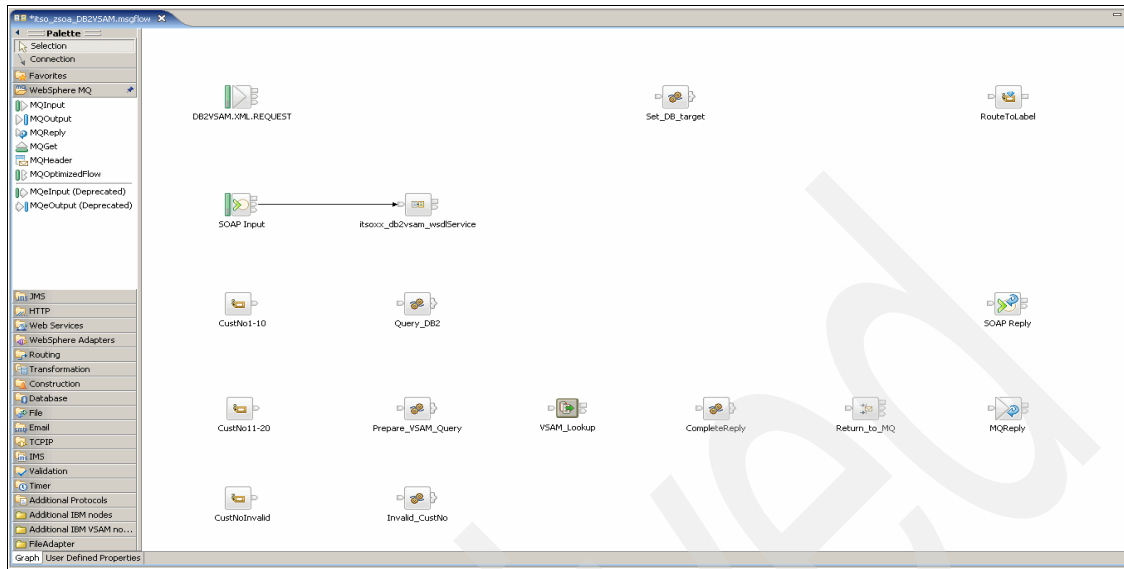 *itso_zsoa_DB2VSAM.msgflow
Palette
Selection
Connection
Favorites
WebSphere MQ
MQInput
MQOutput
MQReply
MQGet
MQHeader
MQOptimizedFlow
MQeInput (Deprecated)
MQeOutput (Deprecated)
JMS
HTTP
Web Services
WebSphere Adapters
Routing
Transformation
Construction
Database
File
Email
TCPIP
IMS
Validation
Timer
Additional Protocols
Additional IBM nodes
Additional IBM VSAM no...
FileAdapter
Graph User Defined Properties
DB2VSAM.XML.REQUEST Set_DB_target RouteToLabel
SOAP Input itsoxx_db2vsam_wsdlService
CustNo1-10 Query_DB2 SOAP Reply
CustNo11-20 Prepare_VSAM_Query VSAM_Lookup CompleteReply Return_to_MQ MQReply
CustNoInvalid Invalid_CustNo